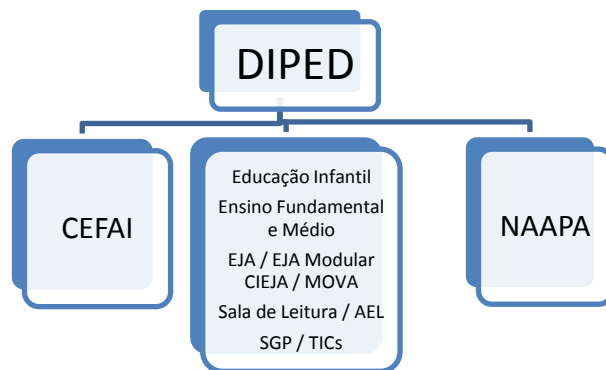 DIPED
CEFAI
Educação Infantil
Ensino Fundamental
e Médio
EJA / EJA Modular
CIEJA / MOVA
Sala de Leitura / AEL
SGP / TICs
NAAPA